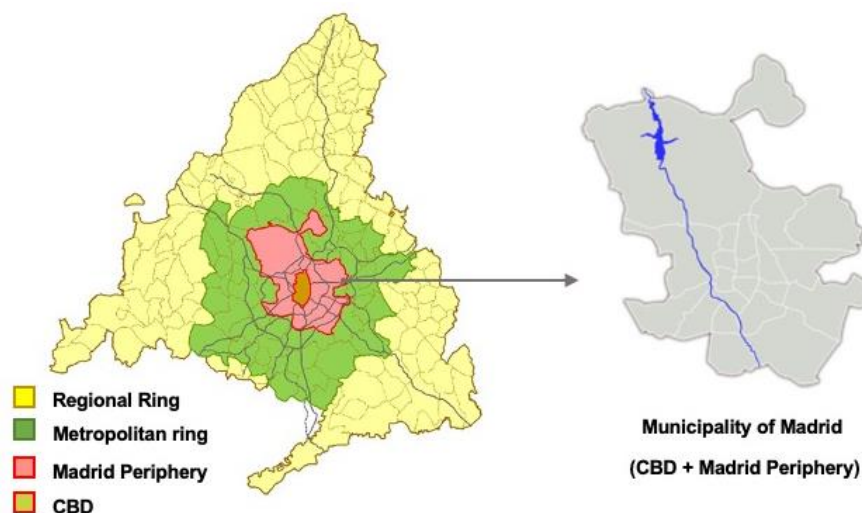 Regional Ring
Metropolitan ring
Madrid Periphery
CBD
Municipality of Madrid
(CBD + Madrid Periphery)